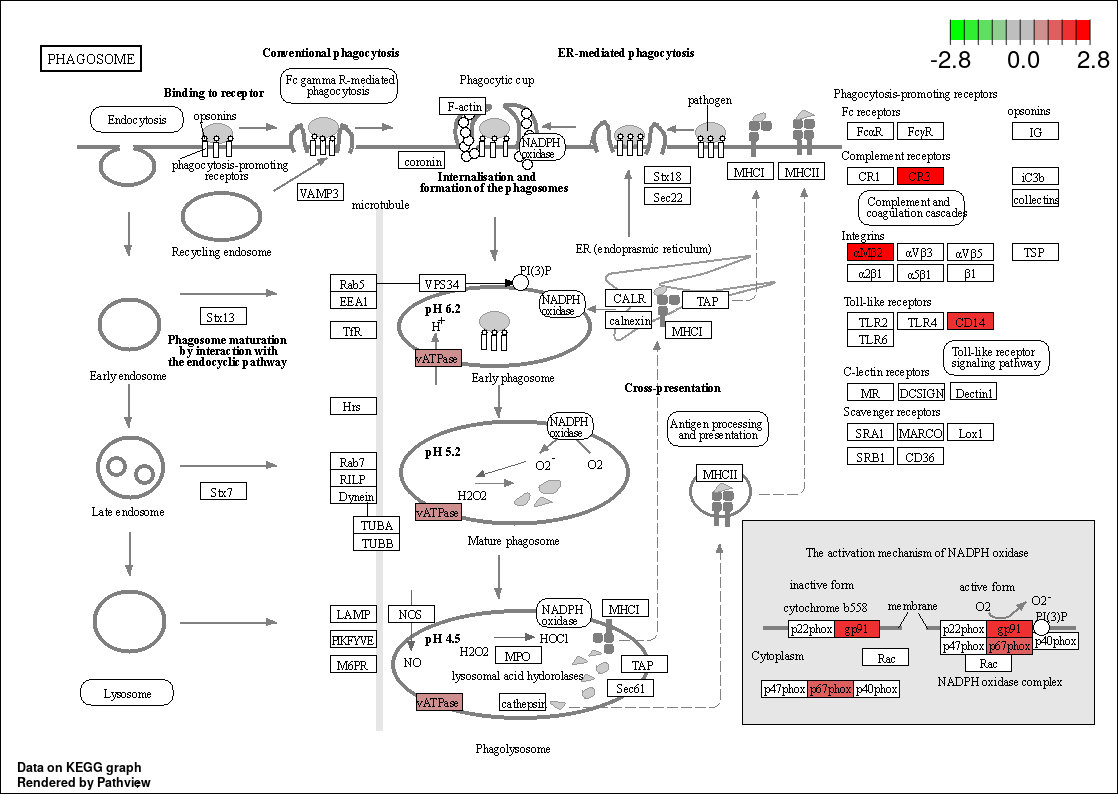 PHAGOSOME
Conventional phagocytosis
ER-mediated phagocytosis
-2.8 0.0 2.8
Fc gamma R-mediated
phagocytosis
Phagocytic cup
Binding to receptor
F-actin
pathogen
Phagocytosis-promoting receptors
Endocytosis
opsonins
Fc receptors
opsonins
FcαR
FcγR
IG
NADPH
oxidase
phagocytosis-promoting
receptors
coronin
Complement receptors
Internalisation and
formation of the phagosomes
Stx18
MHCI
MHCII
CR1
CR3
iC3b
VAMP3
Sec22
collectins
Complement and
coagulation cascades
microtubule
Recycling endosome
ER (endoprasmic reticulum)
Integrins
αMβ2
αVβ3
αVβ5
TSP
α2β1
α5β1
β1
PI(3)P
Rab5
VPS34
EEA1
NADPH
oxidase
CALR
TAP
Toll-like receptors
pH 6.2
H+
calnexin
MHCI
TLR2
TLR4
CD14
TLR6
Stx13
TfR
Phagosome maturation
by interaction with
the endocyclic pathway
vATPase
Toll-like receptor
signaling pathway
Early endosome
Early phagosome
Cross-presentation
C-lectin receptors
MR
DCSIGN
Dectin1
Hrs
Scavenger receptors
NADPH
oxidase
Antigen processing
and presentation
SRA1
MARCO
Lox1
pH 5.2
SRB1
CD36
Rab7
O2-
O2
RILP
MHCII
Dynein
Stx7
H2O2
Late endosome
vATPase
TUBA
TUBB
Mature phagosome
The activation mechanism of NADPH oxidase
inactive form
active form
cytochrome b558
membrane
O2
O2-
LAMP
NOS
NADPH
oxidase
MHCI
PI(3)P
p22phox
gp91
p22phox
gp91
PIKFYVE
pH 4.5
HOCl
p47phox
p67phox
p40phox
H2O2
MPO
Cytoplasm
Rac
Rac
M6PR
NO
TAP
lysosomal acid hydorolases
NADPH oxidase complex
Lysosome
Sec61
p47phox
p67phox
p40phox
vATPase
cathepsin
Phagolysosome
Data on KEGG graph
Rendered by Pathview